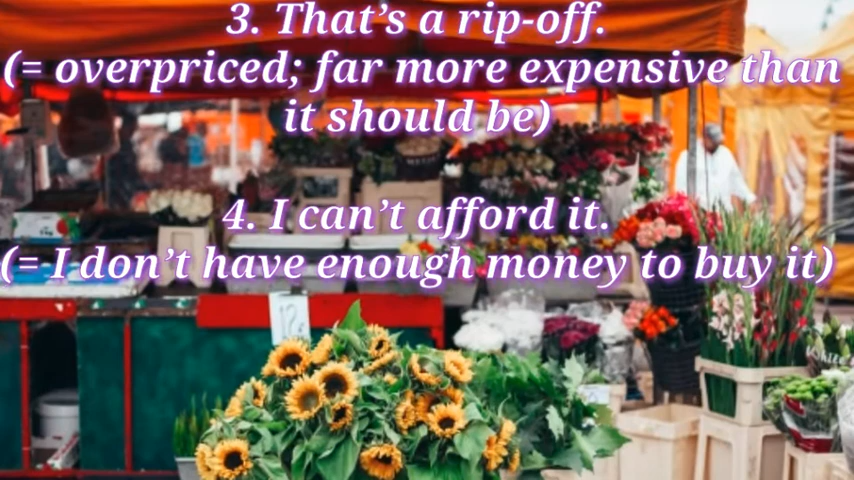 3. That’s a rip-off.
(= overpriced; far more expensive than
it should be)
4. I can’t afford it.
(= I don’t have enough money to buy it)
White